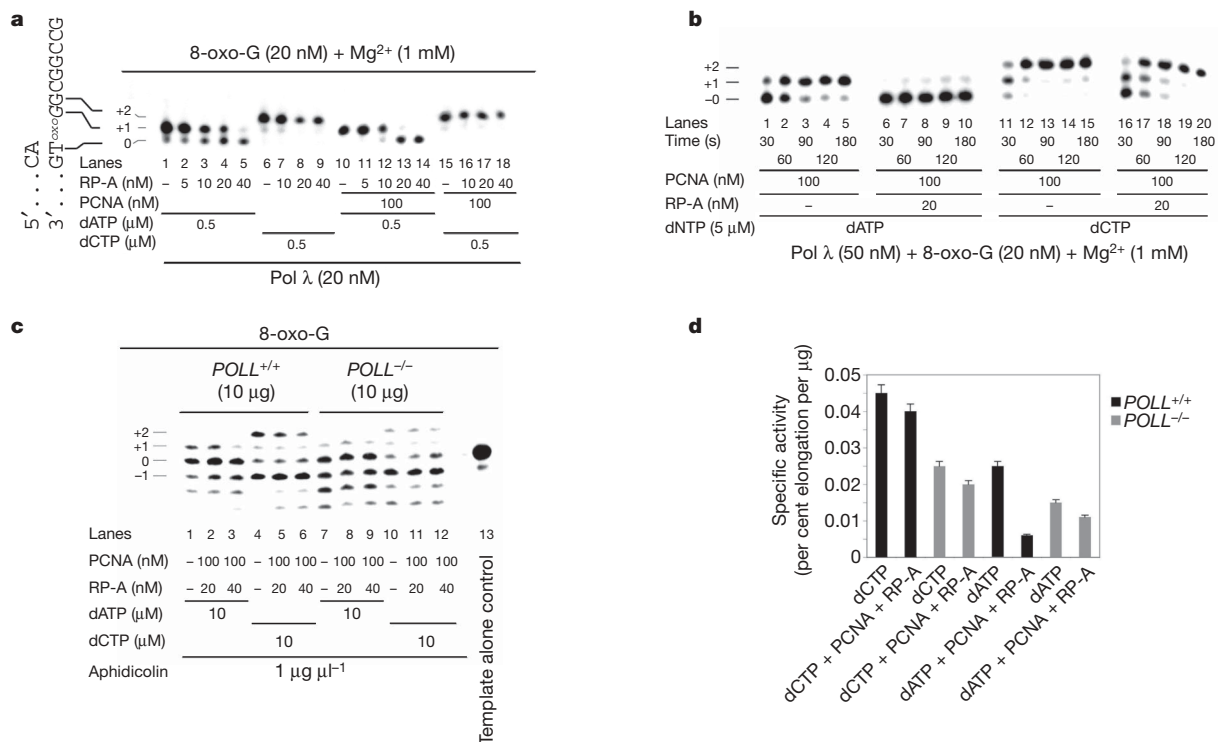 a
8-oxo-G (20 nM) + Mg²⁺ (1 mM)
5′ . . . CA
3′ . . . GToxoGGCGGCCG
+2
+1
0
Lanes 1 2 3 4 5 6 7 8 9 10 11 12 13 14 15 16 17 18
RP-A (nM) – 5 10 20 40 – 10 20 40 – 5 10 20 40 – 10 20 40
PCNA (nM) 100 100
dATP (μM) 0.5 0.5
dCTP (μM) 0.5 0.5
Pol λ (20 nM)
b
+2
+1
–0
Lanes 1 2 3 4 5 6 7 8 9 10 11 12 13 14 15 16 17 18 19 20
Time (s) 30 90 180 30 90 180 30 90 180 30 90 180
60 120 60 120 60 120 60 120
PCNA (nM) 100 100 100 100
RP-A (nM) – 20 – 20
dNTP (5 μM) dATP dCTP
Pol λ (50 nM) + 8-oxo-G (20 nM) + Mg²⁺ (1 mM)
c
8-oxo-G
POLL+/+ POLL–/–
(10 μg) (10 μg)
+2
+1
0
–1
Lanes 1 2 3 4 5 6 7 8 9 10 11 12 13
PCNA (nM) – 100 100 – 100 100 – 100 100 – 100 100
RP-A (nM) – 20 40 – 20 40 – 20 40 – 20 40
dATP (μM) 10 10
dCTP (μM) 10 10
Aphidicolin 1 μg μl⁻¹
Template alone control
d
Specific activity
(per cent elongation per μg)
0.05
0.04
0.03
0.02
0.01
0
POLL+/+
POLL–/–
dCTP
dCTP + PCNA + RP-A
dCTP
dCTP + PCNA + RP-A
dATP
dATP + PCNA + RP-A
dATP
dATP + PCNA + RP-A